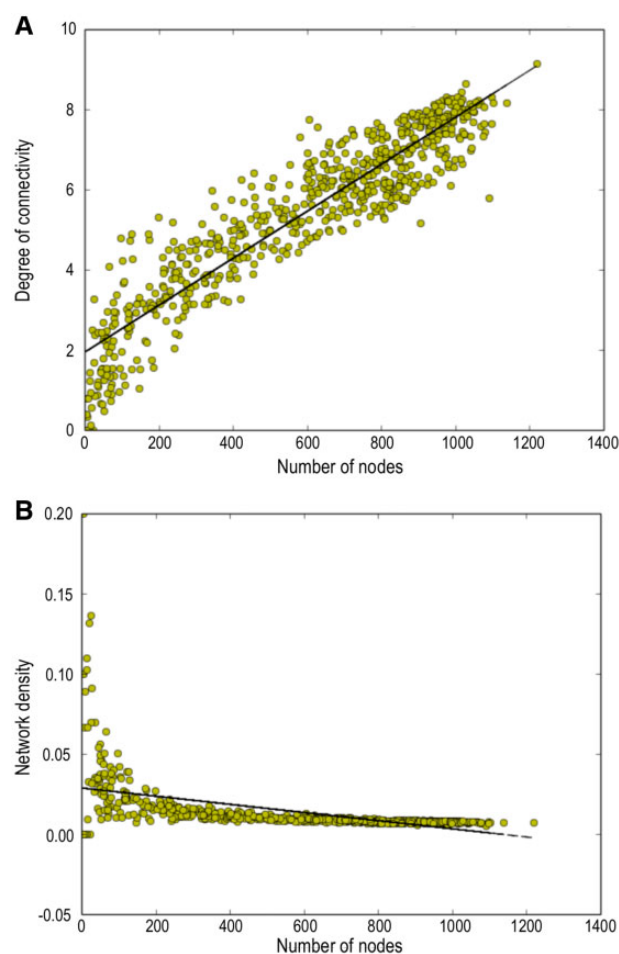 A
10
8
6
4
2
0
Degree of connectivity
0 200 400 600 800 1000 1200 1400
Number of nodes
B
0.20
0.15
0.10
0.05
0.00
-0.05
Network density
0 200 400 600 800 1000 1200 1400
Number of nodes